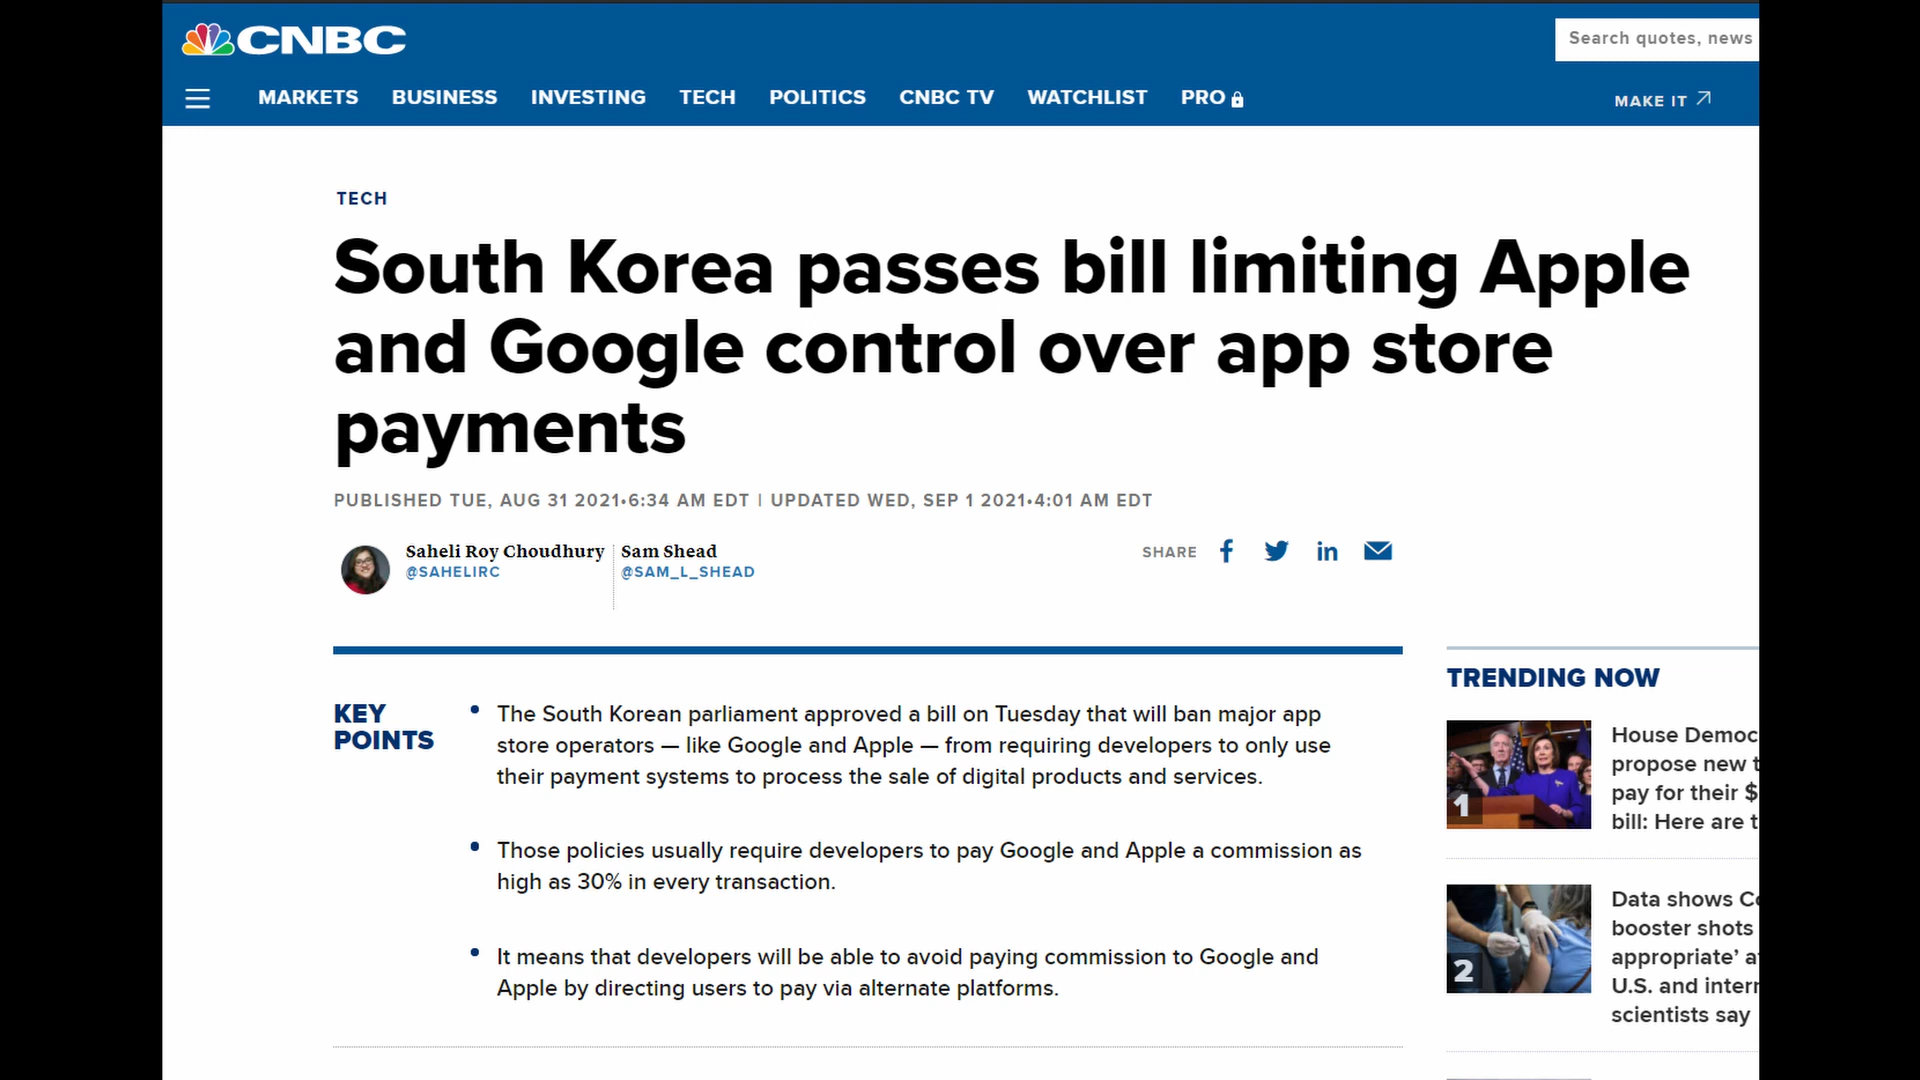 CNBC
Search quotes, news
MARKETS BUSINESS INVESTING TECH POLITICS CNBC TV WATCHLIST PRO
MAKE IT
TECH
South Korea passes bill limiting Apple
and Google control over app store
payments
PUBLISHED TUE, AUG 31 2021•6:34 AM EDT | UPDATED WED, SEP 1 2021•4:01 AM EDT
Saheli Roy Choudhury
@SAHELIRC
Sam Shead
@SAM_L_SHEAD
SHARE
KEY
POINTS
• The South Korean parliament approved a bill on Tuesday that will ban major app
store operators — like Google and Apple — from requiring developers to only use
their payment systems to process the sale of digital products and services.
• Those policies usually require developers to pay Google and Apple a commission as
high as 30% in every transaction.
• It means that developers will be able to avoid paying commission to Google and
Apple by directing users to pay via alternate platforms.
TRENDING NOW
1
House Democ
propose new t
pay for their $
bill: Here are t
2
Data shows Co
booster shots
appropriate’ a
U.S. and intern
scientists say